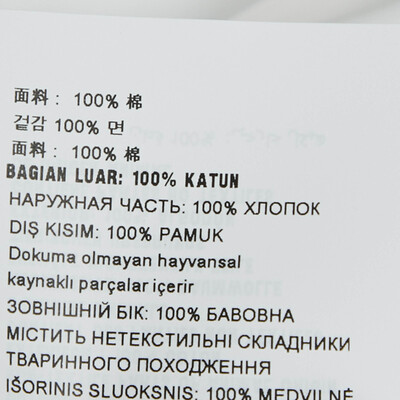 面料： 100% 棉
겉감 100% 면
面料： 100% 棉
BAGIAN LUAR: 100% KATUN
НАРУЖНАЯ ЧАСТЬ: 100% ХЛОПОК
DIŞ KISIM: 100% PAMUK
Dokuma olmayan hayvansal
kaynaklı parçalar içerir
ЗОВНІШНІЙ БІК: 100% БАВОВНА
МІСТИТЬ НЕТЕКСТИЛЬНІ СКЛАДНИКИ
ТВАРИННОГО ПОХОДЖЕННЯ
IŠORINIS SLUOKSNIS: 100% MEDVILNĖ